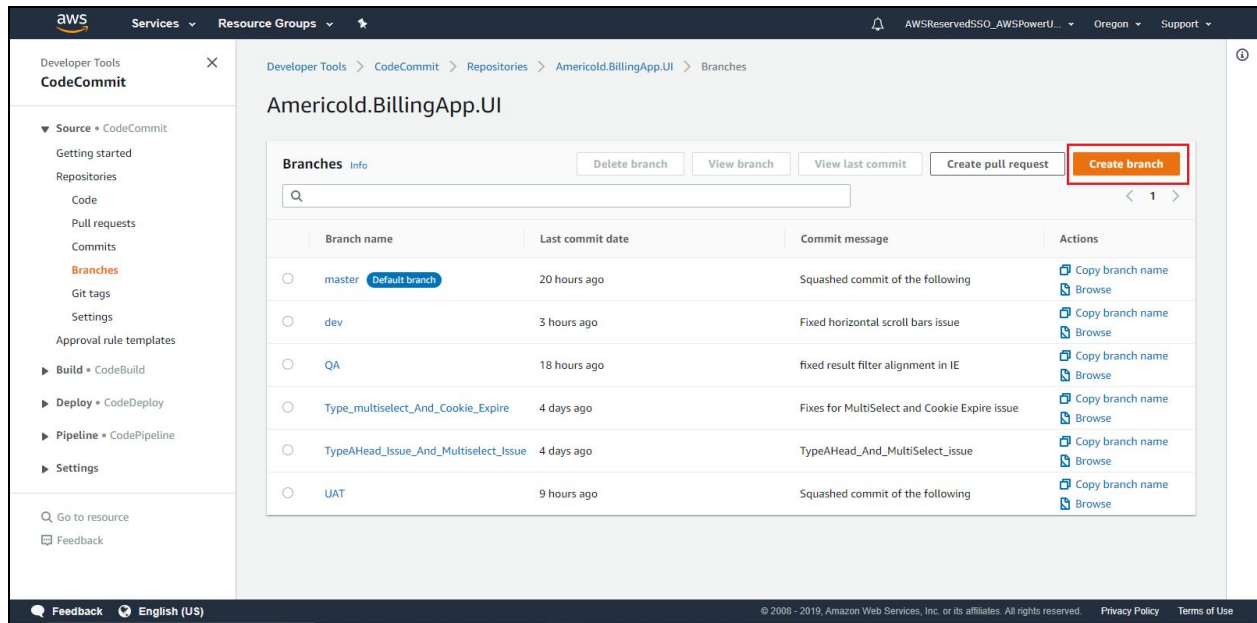 aws Services Resource Groups AWSReservedSSO_AWSPowerU... Oregon Support
Developer Tools
CodeCommit
Source • CodeCommit
Getting started
Repositories
Code
Pull requests
Commits
Branches
Git tags
Settings
Approval rule templates
Build • CodeBuild
Deploy • CodeDeploy
Pipeline • CodePipeline
Settings
Go to resource
Feedback
Developer Tools > CodeCommit > Repositories > Americold.BillingApp.UI > Branches
Americold.BillingApp.UI
Branches Info Delete branch View branch View last commit Create pull request Create branch
< 1 >
Branch name Last commit date Commit message Actions
master Default branch 20 hours ago Squashed commit of the following Copy branch name
Browse
dev 3 hours ago Fixed horizontal scroll bars issue Copy branch name
Browse
QA 18 hours ago fixed result filter alignment in IE Copy branch name
Browse
Type_multiselect_And_Cookie_Expire 4 days ago Fixes for MultiSelect and Cookie Expire issue Copy branch name
Browse
TypeAHead_Issue_And_Multiselect_Issue 4 days ago TypeAHead_And_MultiSelect_issue Copy branch name
Browse
UAT 9 hours ago Squashed commit of the following Copy branch name
Browse
Feedback English (US) © 2008 - 2019, Amazon Web Services, Inc. or its affiliates. All rights reserved. Privacy Policy Terms of Use